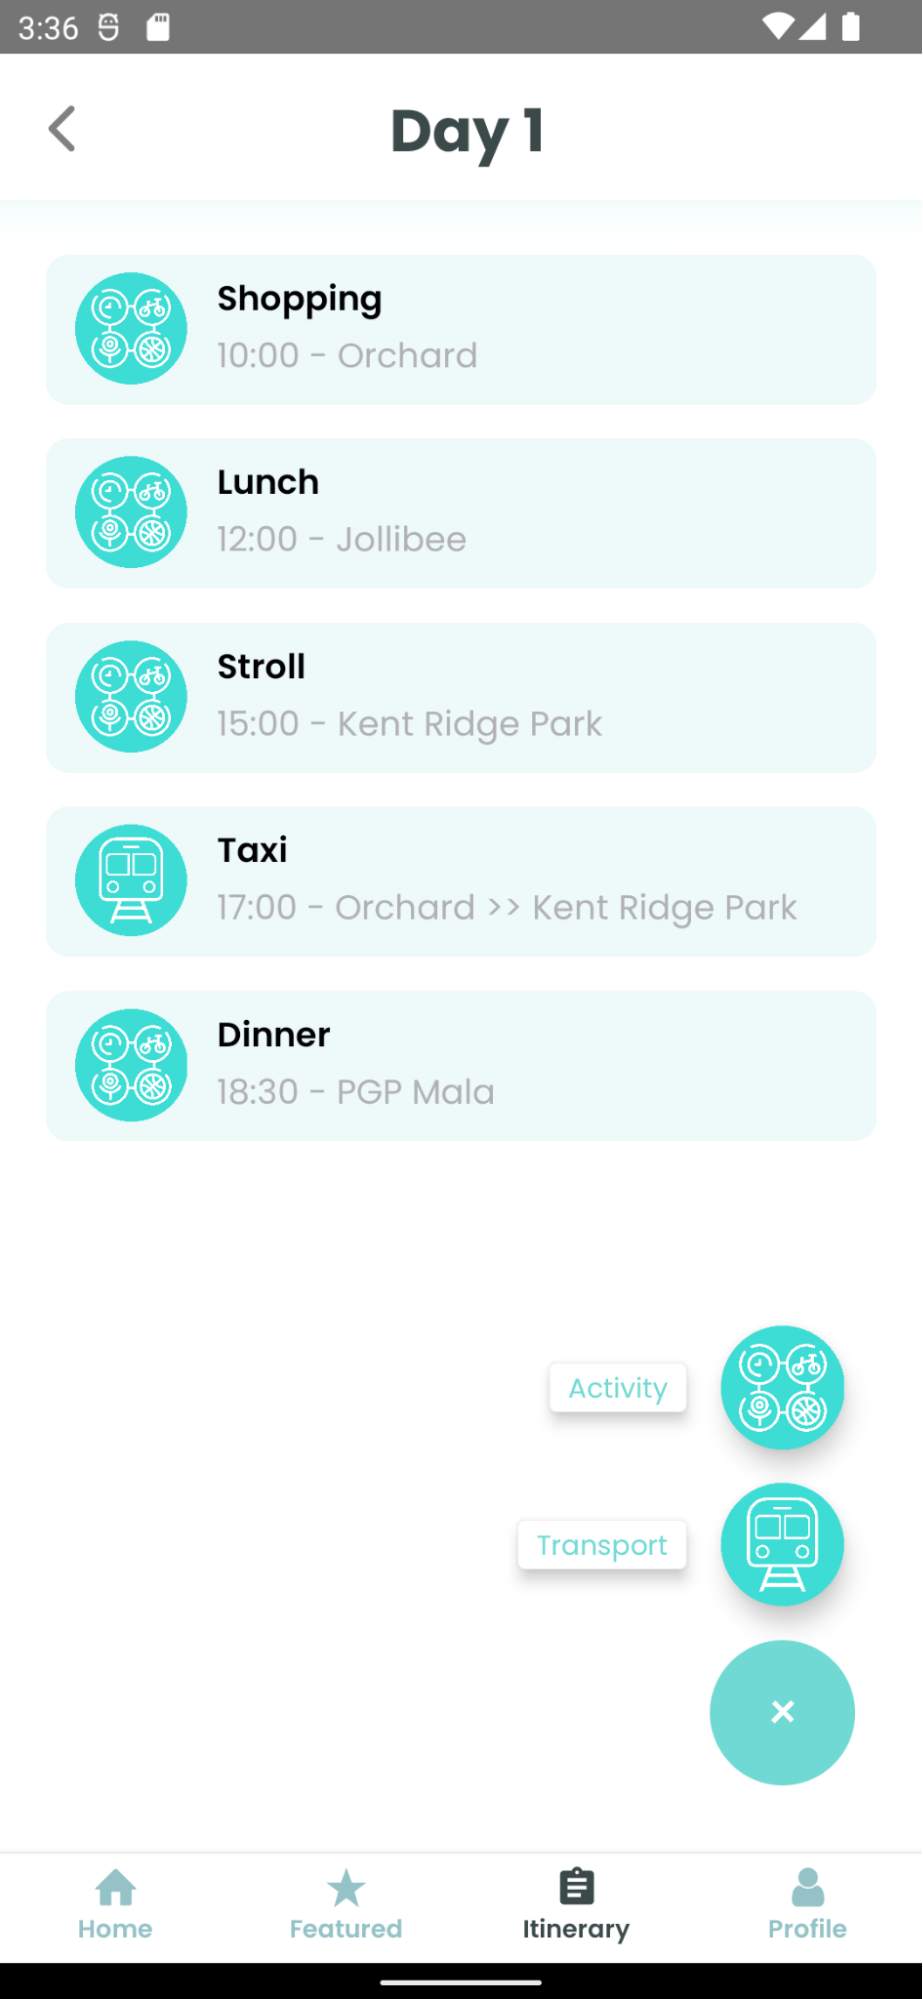 3:36
Day 1
Shopping
10:00 - Orchard
Lunch
12:00 - Jollibee
Stroll
15:00 - Kent Ridge Park
Taxi
17:00 - Orchard >> Kent Ridge Park
Dinner
18:30 - PGP Mala
Activity
Transport
Home
Featured
Itinerary
Profile